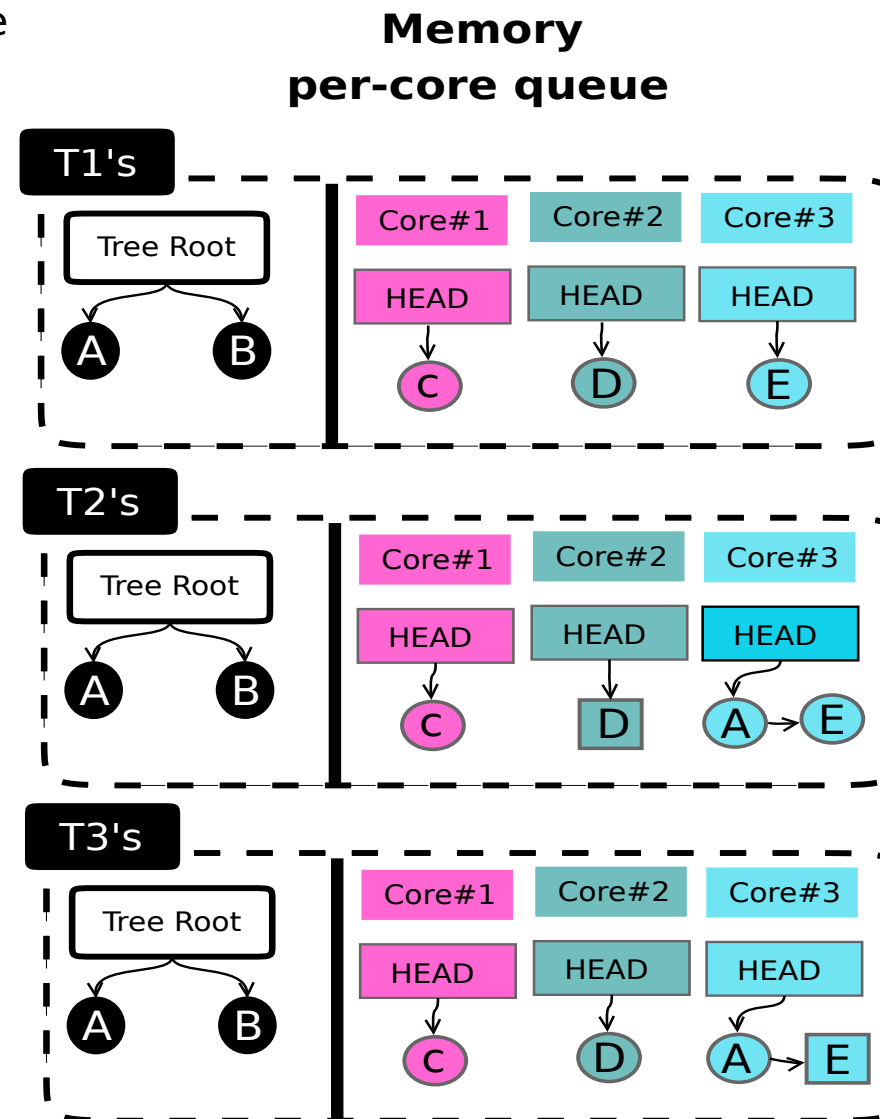 e
Memory
per-core queue
T1's
Tree Root
A B
Core#1 Core#2 Core#3
HEAD HEAD HEAD
c D E
T2's
Tree Root
A B
Core#1 Core#2 Core#3
HEAD HEAD HEAD
c D A E
T3's
Tree Root
A B
Core#1 Core#2 Core#3
HEAD HEAD HEAD
c D A E